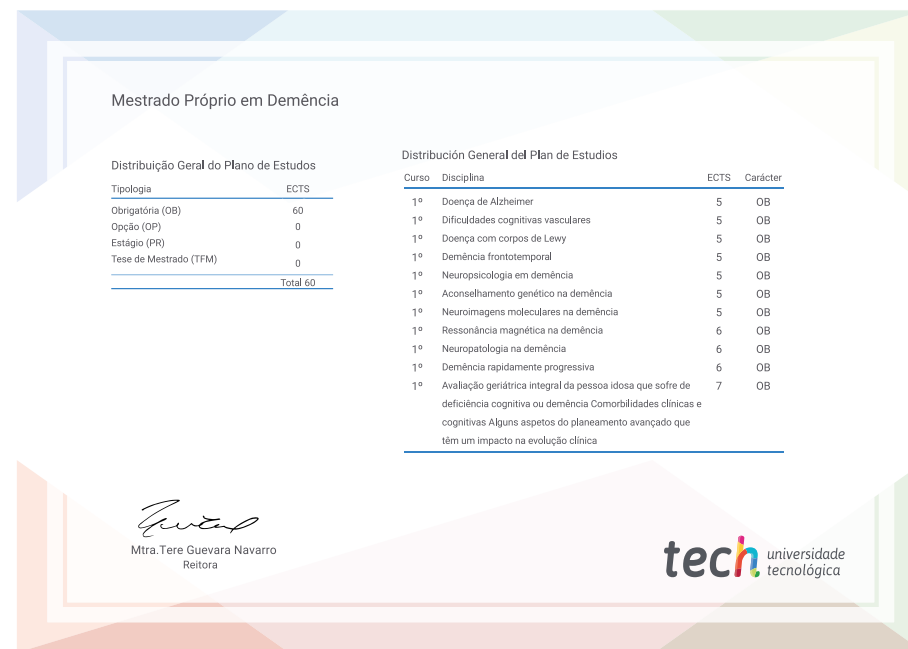 Mestrado Próprio em Demência
Distribuição Geral do Plano de Estudos
Tipologia ECTS
Obrigatória (OB) 60
Opção (OP) 0
Estágio (PR) 0
Tese de Mestrado (TFM) 0
Total 60
Distribución General del Plan de Estudios
Curso Disciplina ECTS Carácter
1º Doença de Alzheimer 5 OB
1º Dificuldades cognitivas vasculares 5 OB
1º Doença com corpos de Lewy 5 OB
1º Demência frontotemporal 5 OB
1º Neuropsicologia em demência 5 OB
1º Aconselhamento genético na demência 5 OB
1º Neuroimagens moleculares na demência 5 OB
1º Ressonância magnética na demência 6 OB
1º Neuropatologia na demência 6 OB
1º Demência rapidamente progressiva 6 OB
1º Avaliação geriátrica integral da pessoa idosa que sofre de 7 OB
deficiência cognitiva ou demência Comorbilidades clínicas e
cognitivas Alguns aspetos do planeamento avançado que
têm um impacto na evolução clínica
Mtra.Tere Guevara Navarro
Reitora
tech universidade
tecnológica